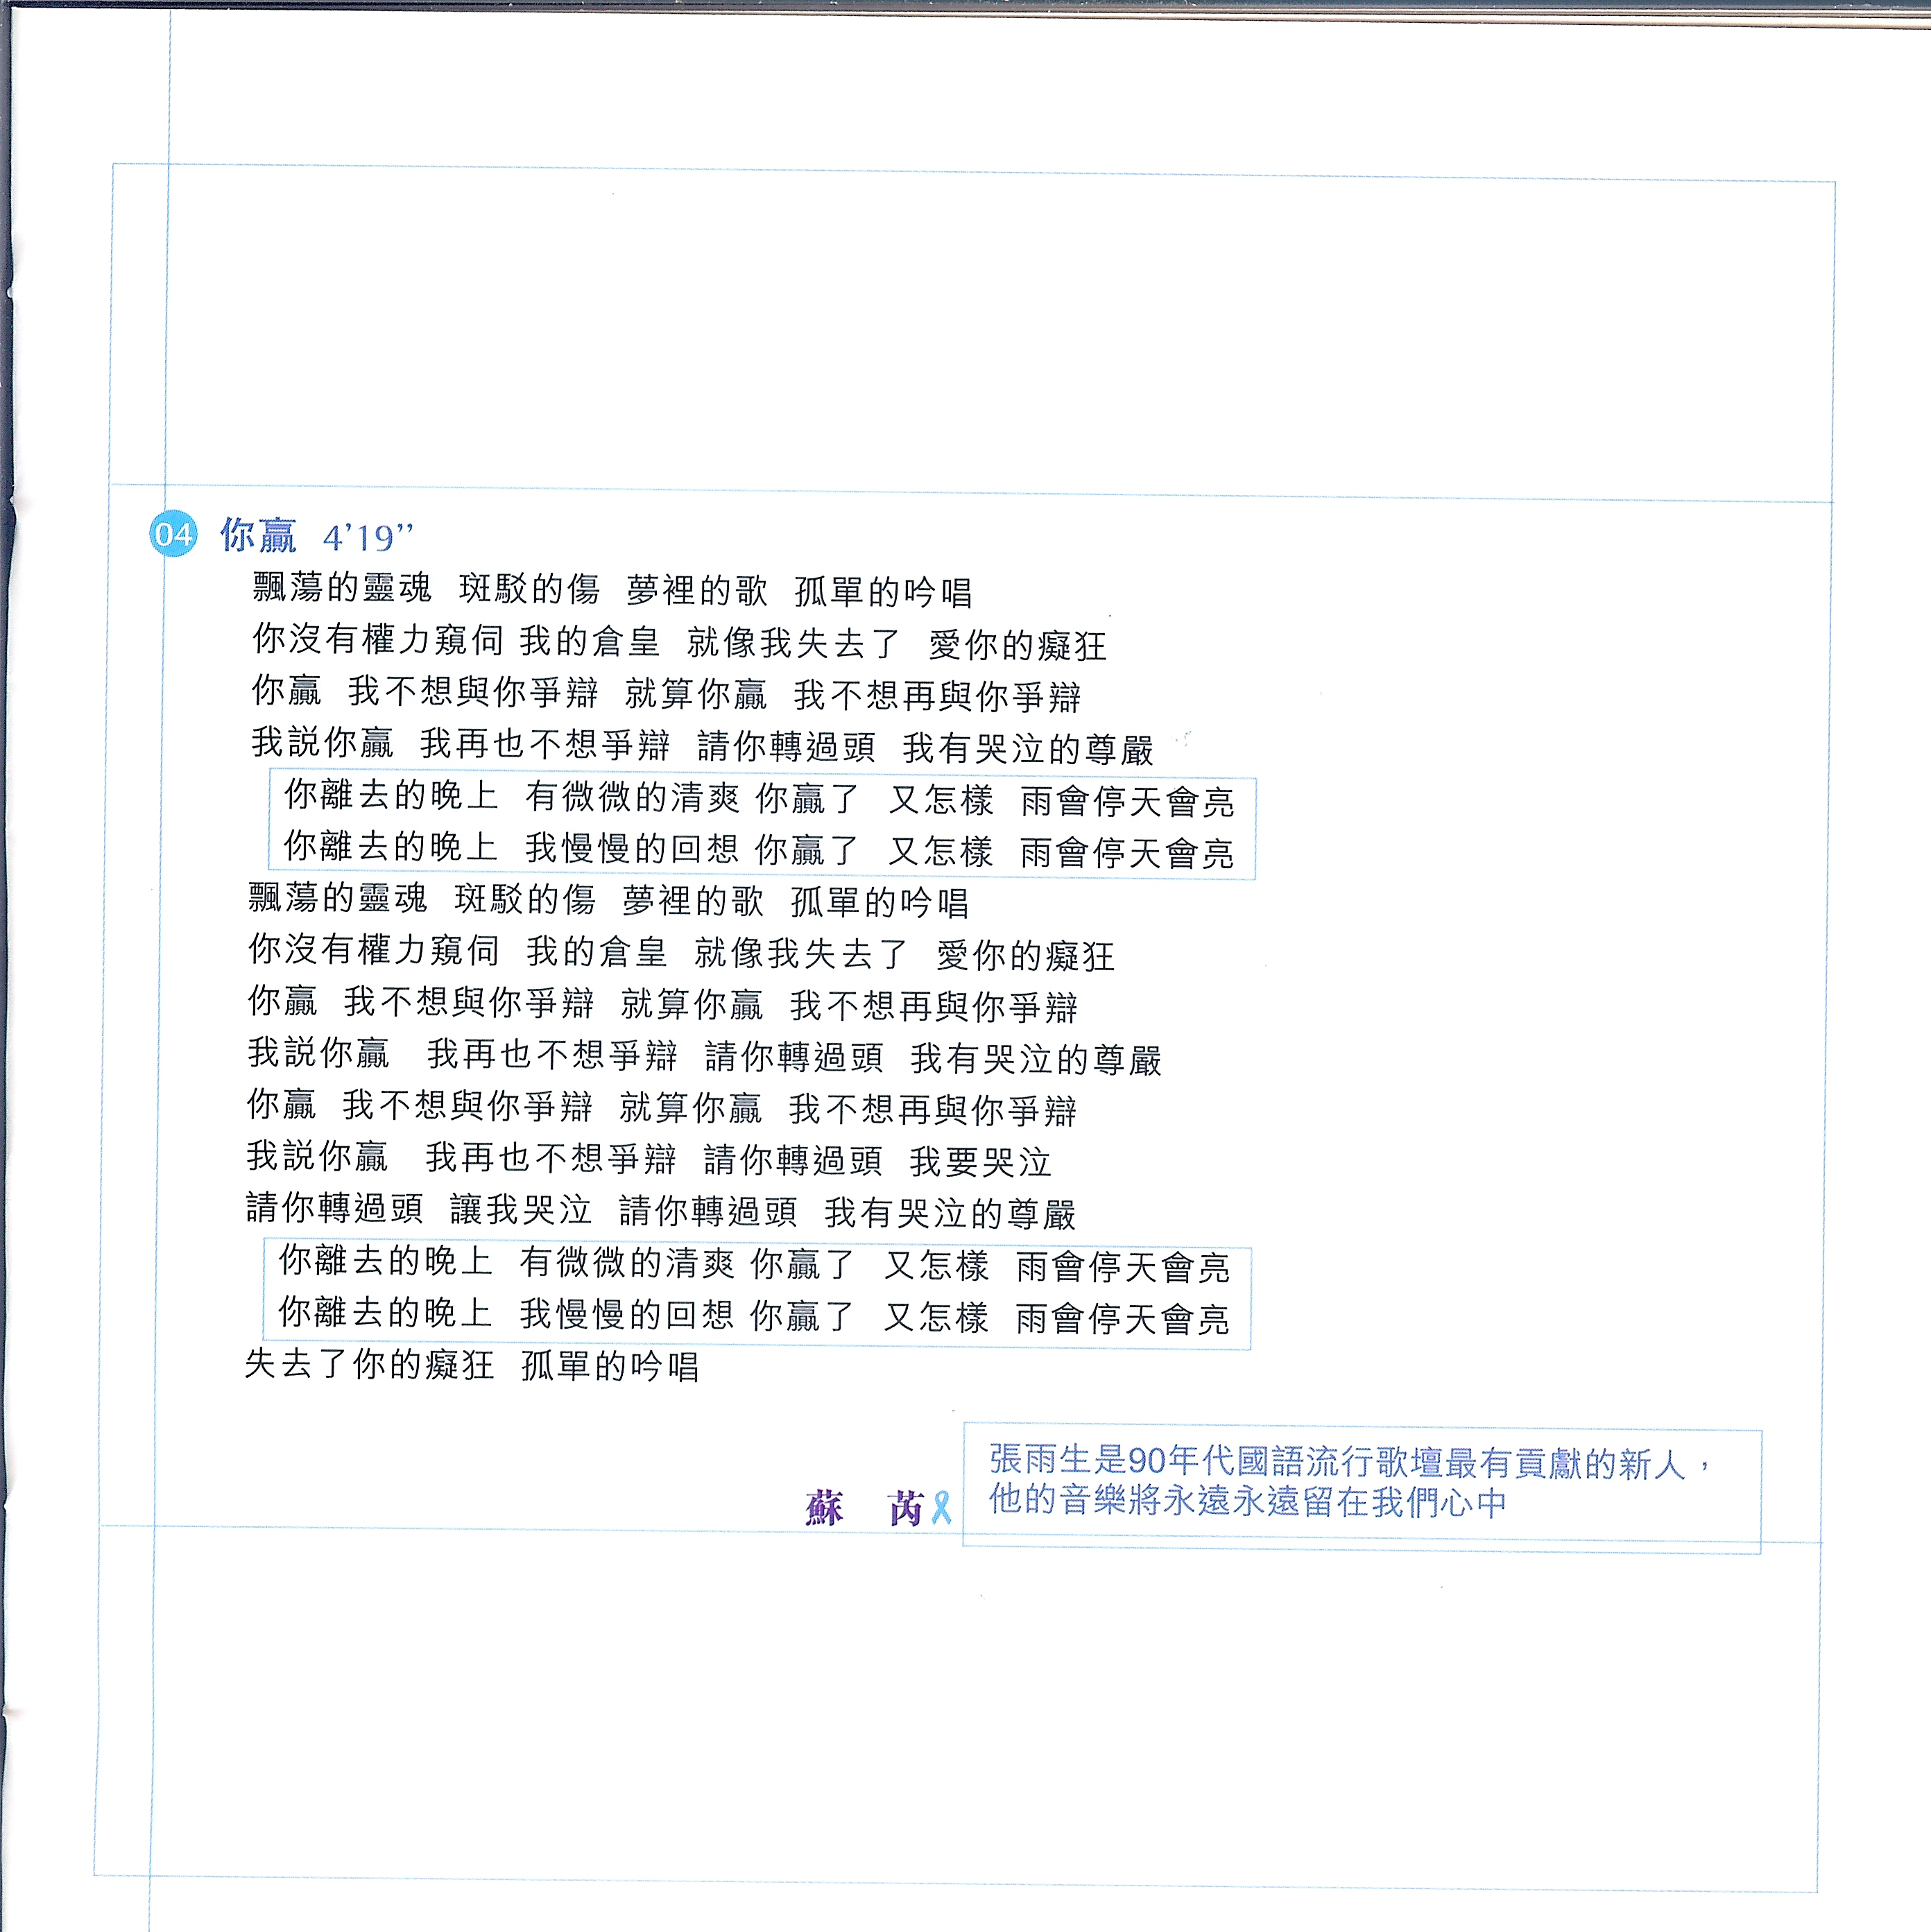 04 你贏 4’19’’
飄蕩的靈魂 斑駁的傷 夢裡的歌 孤單的吟唱
你沒有權力窺伺 我的倉皇 就像我失去了 愛你的癡狂
你贏 我不想與你爭辯 就算你贏 我不想再與你爭辯
我説你贏 我再也不想爭辯 請你轉過頭 我有哭泣的尊嚴
你離去的晚上 有微微的清爽 你贏了 又怎樣 雨會停天會亮
你離去的晚上 我慢慢的回想 你贏了 又怎樣 雨會停天會亮
飄蕩的靈魂 斑駁的傷 夢裡的歌 孤單的吟唱
你沒有權力窺伺 我的倉皇 就像我失去了 愛你的癡狂
你贏 我不想與你爭辯 就算你贏 我不想再與你爭辯
我説你贏 我再也不想爭辯 請你轉過頭 我有哭泣的尊嚴
你贏 我不想與你爭辯 就算你贏 我不想再與你爭辯
我説你贏 我再也不想爭辯 請你轉過頭 我要哭泣
請你轉過頭 讓我哭泣 請你轉過頭 我有哭泣的尊嚴
你離去的晚上 有微微的清爽 你贏了 又怎樣 雨會停天會亮
你離去的晚上 我慢慢的回想 你贏了 又怎樣 雨會停天會亮
失去了你的癡狂 孤單的吟唱
蘇 芮
張雨生是90年代國語流行歌壇最有貢獻的新人，
他的音樂將永遠永遠留在我們心中